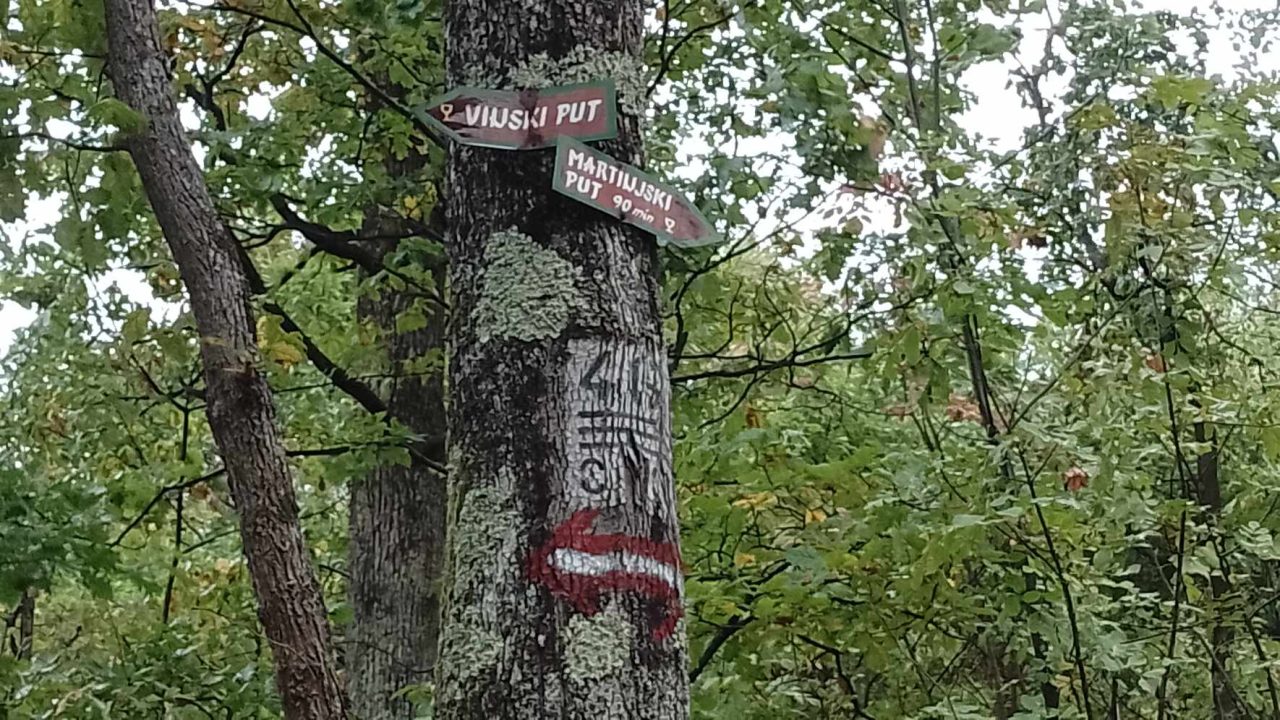 VINSKI PUT
MARTINJSKI
PUT 90 min